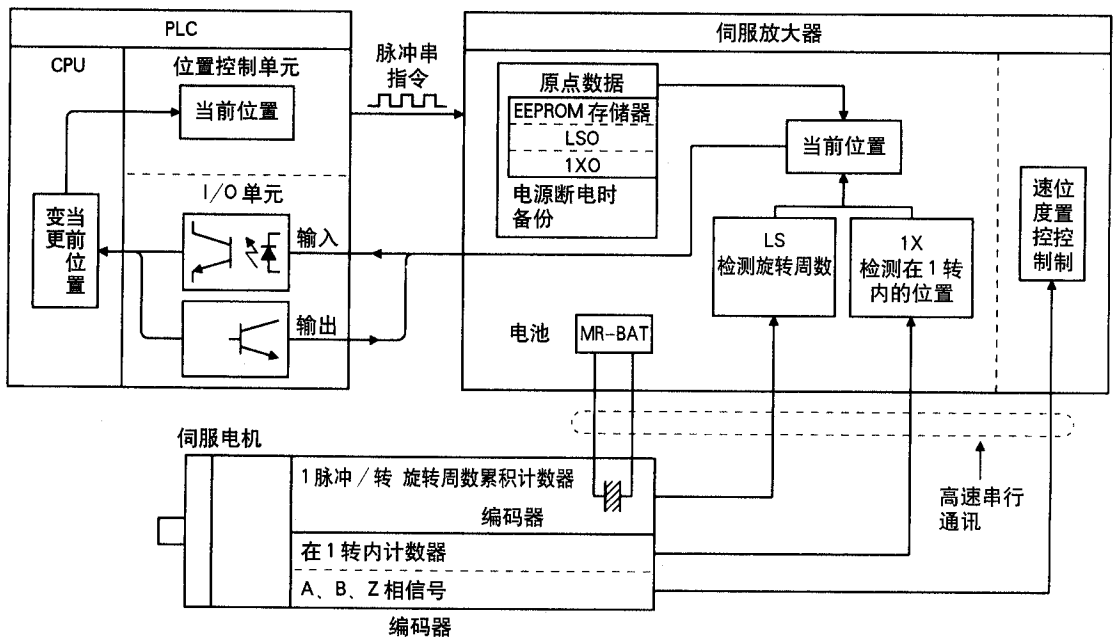 PLC
CPU
位置控制单元
当前位置
I/O 单元
当前位置
变更
输入
输出
脉冲串
指令
伺服放大器
原点数据
EEPROM 存储器
LSO
1XO
电源断电时
备份
当前位置
LS
检测旋转周数
1X
检测在 1 转
内的位置
位置控制
速度控制
电池
MR-BAT
伺服电机
1 脉冲／转 旋转周数累积计数器
编码器
在 1 转内计数器
A、B、Z 相信号
编码器
高速串行
通讯